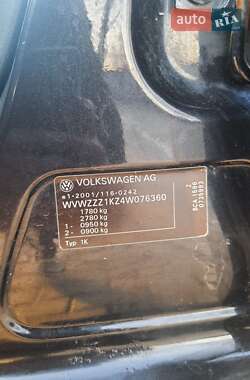 AUTO.RIA
VOLKSWAGEN AG
e1*2001/116*0242
WVWZZZ1KZ4W076360
1780 kg
2780 kg
1- 0950 kg
2- 0900 kg
Typ 1K